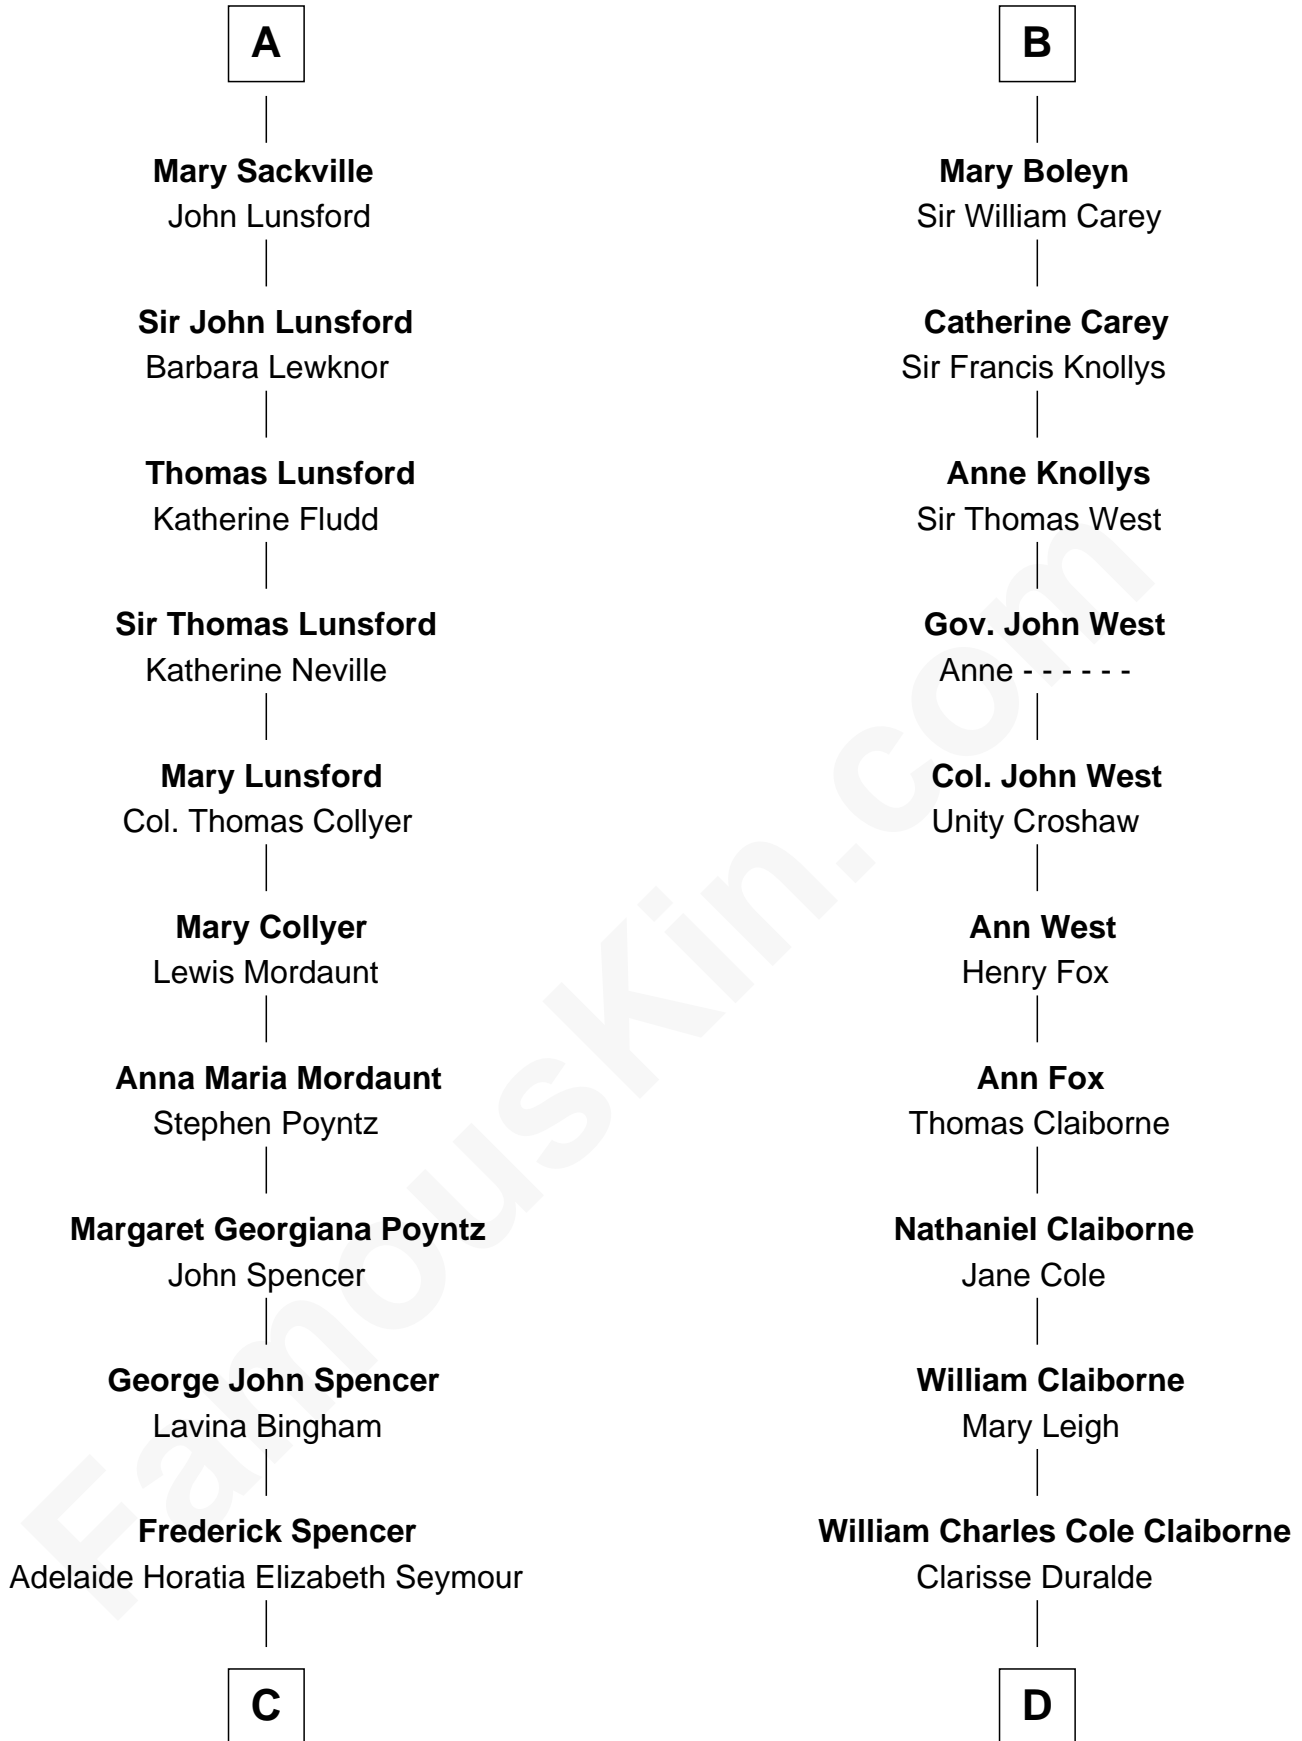 A
Mary Sackville
John Lunsford
Sir John Lunsford
Barbara Lewknor
Thomas Lunsford
Katherine Fludd
Sir Thomas Lunsford
Katherine Neville
Mary Lunsford
Col. Thomas Collyer
Mary Collyer
Lewis Mordaunt
Anna Maria Mordaunt
Stephen Poyntz
Margaret Georgiana Poyntz
John Spencer
George John Spencer
Lavina Bingham
Frederick Spencer
Adelaide Horatia Elizabeth Seymour
C
B
Mary Boleyn
Sir William Carey
Catherine Carey
Sir Francis Knollys
Anne Knollys
Sir Thomas West
Gov. John West
Anne - - - - - -
Col. John West
Unity Croshaw
Ann West
Henry Fox
Ann Fox
Thomas Claiborne
Nathaniel Claiborne
Jane Cole
William Claiborne
Mary Leigh
William Charles Cole Claiborne
Clarisse Duralde
D
FamousKin.com